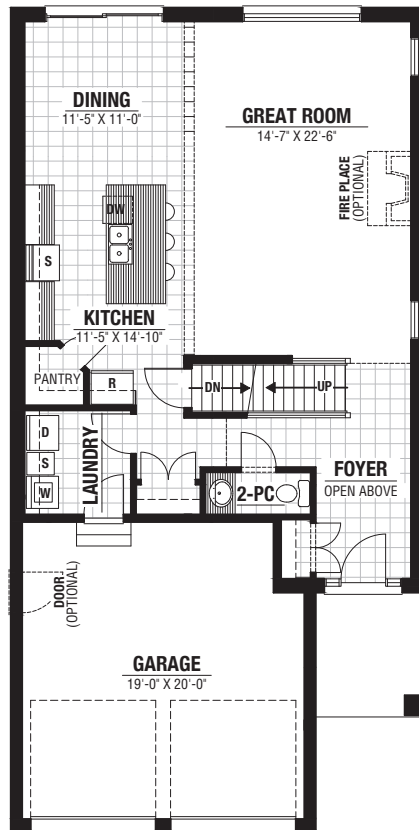 DINING
11'-5" X 11'-0"
GREAT ROOM
14'-7" X 22'-6"
FIRE PLACE
(OPTIONAL)
DW
S
KITCHEN
11'-5" X 14'-10"
PANTRY
R
DN
UP
D
S
W
LAUNDRY
2-PC
FOYER
OPEN ABOVE
DOOR
(OPTIONAL)
GARAGE
19'-0" X 20'-0"